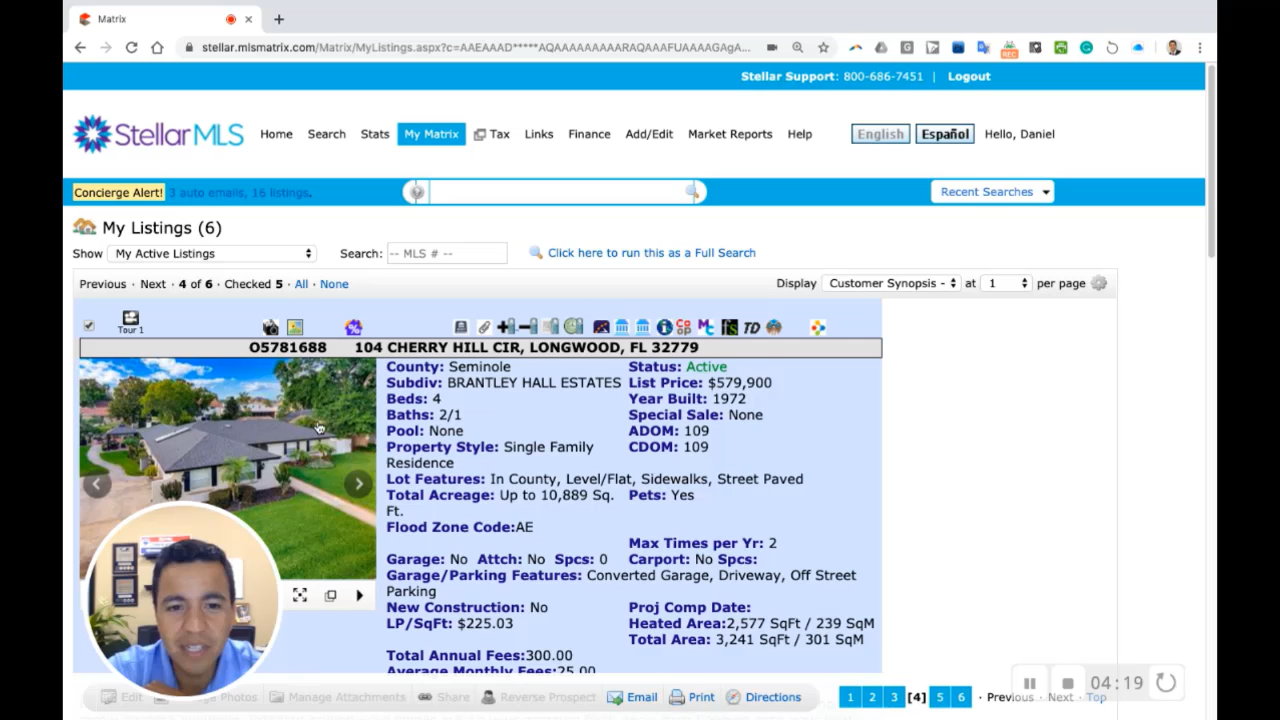 Matrix
stellar.mlsmatrix.com/Matrix/MyListings.aspx?c=AAEAAAD*****AQAAAAAAAAARAQAAAFUAAAAGAgA...
Stellar Support: 800-686-7451 | Logout
StellarMLS Home Search Stats My Matrix Tax Links Finance Add/Edit Market Reports Help English Español Hello, Daniel
Concierge Alert! 3 auto emails, 16 listings. Recent Searches
My Listings (6)
Show My Active Listings Search: -- MLS # -- Click here to run this as a Full Search
Previous · Next · 4 of 6 · Checked 5 · All · None Display Customer Synopsis - at 1 per page
Tour 1 TD
O5781688 104 CHERRY HILL CIR, LONGWOOD, FL 32779
County: Seminole Status: Active
Subdiv: BRANTLEY HALL ESTATES List Price: $579,900
Beds: 4 Year Built: 1972
Baths: 2/1 Special Sale: None
Pool: None ADOM: 109
Property Style: Single Family CDOM: 109
Residence
Lot Features: In County, Level/Flat, Sidewalks, Street Paved
Total Acreage: Up to 10,889 Sq. Pets: Yes
Ft.
Flood Zone Code:AE
Max Times per Yr: 2
Garage: No Attch: No Spcs: 0 Carport: No Spcs:
Garage/Parking Features: Converted Garage, Driveway, Off Street
Parking
New Construction: No Proj Comp Date:
LP/SqFt: $225.03 Heated Area:2,577 SqFt / 239 SqM
Total Area: 3,241 SqFt / 301 SqM
Total Annual Fees:300.00
Average Monthly Fees:25.00
Edit Photos Manage Attachments Share Reverse Prospect Email Print Directions 1 2 3 [4] 5 6 · Previous · Next · Top
04:19